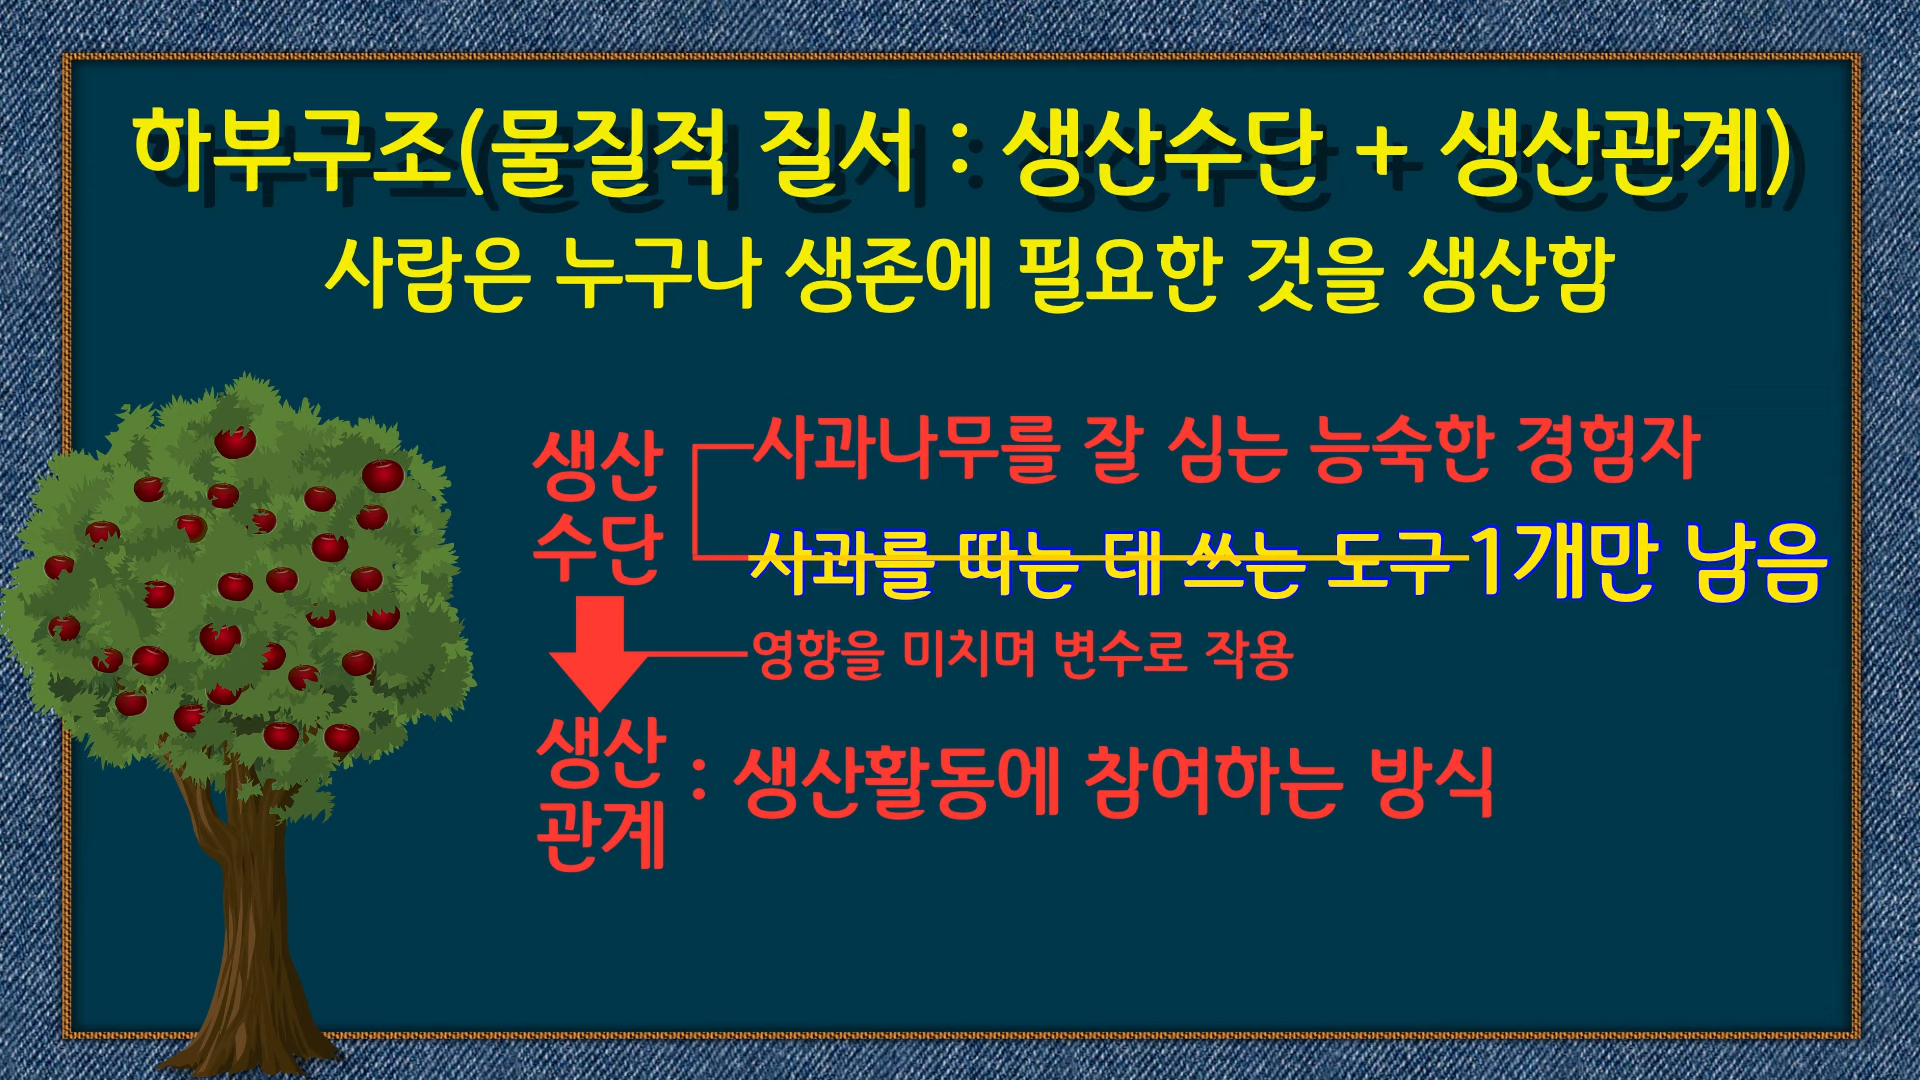 하부구조(물질적 질서 : 생산수단 + 생산관계)
사람은 누구나 생존에 필요한 것을 생산함
생산
수단
사과나무를 잘 심는 능숙한 경험자
사과를 따는 데 쓰는 도구 1개만 남음
영향을 미치며 변수로 작용
생산
관계
: 생산활동에 참여하는 방식